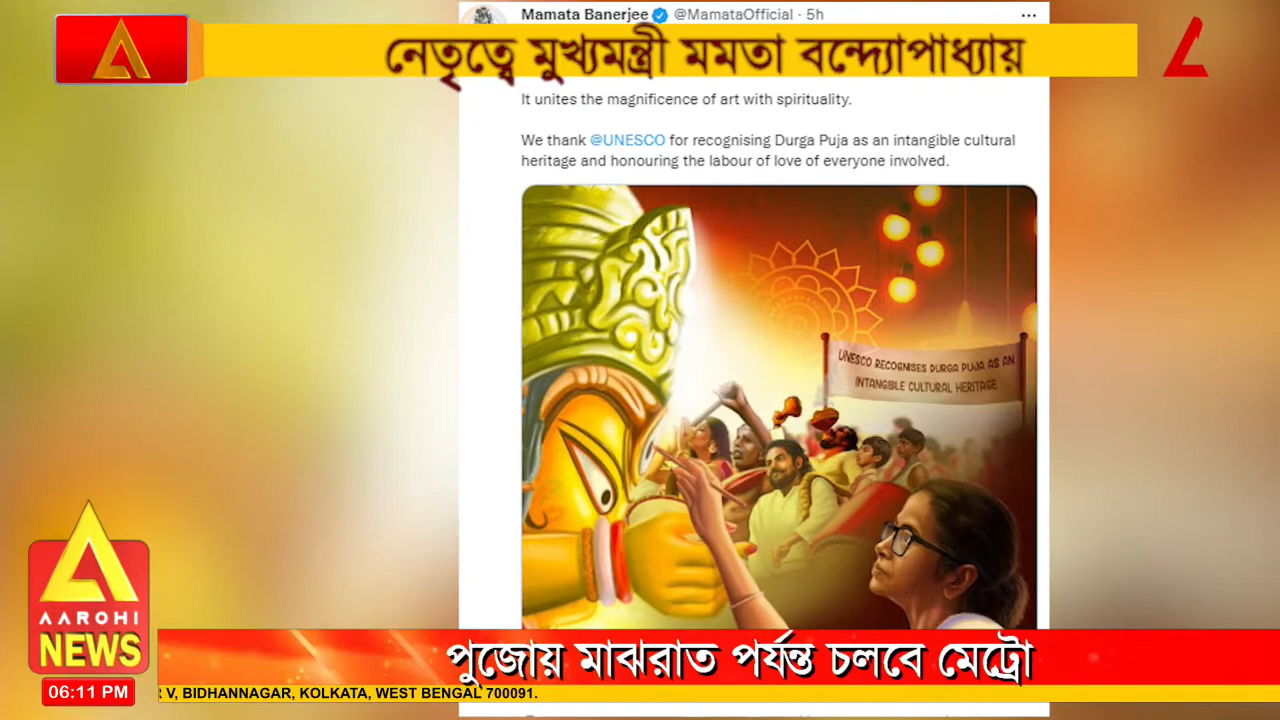 Mamata Banerjee @MamataOfficial · 5h
নেতৃত্বে মুখ্যমন্ত্রী মমতা বন্দ্যোপাধ্যায়
It unites the magnificence of art with spirituality.
We thank @UNESCO for recognising Durga Puja as an intangible cultural
heritage and honouring the labour of love of everyone involved.
UNESCO RECOGNISES DURGA PUJA AS AN
INTANGIBLE CULTURAL HERITAGE
AAROHI
NEWS
পুজোয় মাঝরাত পর্যন্ত চলবে মেট্রো
06:11 PM
V, BIDHANNAGAR, KOLKATA, WEST BENGAL 700091.